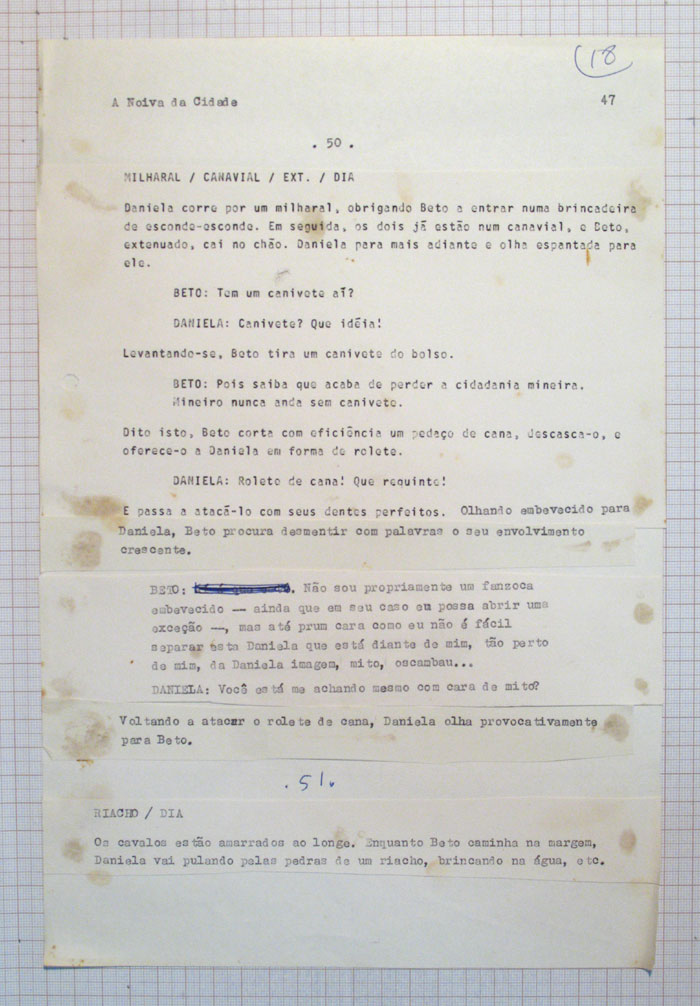 18
A Noiva da Cidade 47
. 50 .
MILHARAL / CANAVIAL / EXT. / DIA
Daniela corre por um milharal, obrigando Beto a entrar numa brincadeira
de esconde-esconde. Em seguida, os dois já estão num canavial, e Beto,
extenuado, cai no chão. Daniela para mais adiante e olha espantada para
ele.
BETO: Tem um canivete aí?
DANIELA: Canivete? Que idéia!
Levantando-se, Beto tira um canivete do bolso.
BETO: Pois saiba que acaba de perder a cidadania mineira.
Mineiro nunca anda sem canivete.
Dito isto, Beto corta com eficiência um pedaço de cana, descasca-o, e
oferece-o a Daniela em forma de rolete.
DANIELA: Rolete de cana! Que requinte!
E passa a atacá-lo com seus dentes perfeitos. Olhando embevecido para
Daniela, Beto procura desmentir com palavras o seu envolvimento
crescente.
BETO: . Não sou propriamente um fanzoca
embevecido — ainda que em seu caso eu possa abrir uma
exceção —, mas até prum cara como eu não é fácil
separar esta Daniela que está diante de mim, tão perto
de mim, da Daniela imagem, mito, oscambau...
DANIELA: Você está me achando mesmo com cara de mito?
Voltando a atacar o rolete de cana, Daniela olha provocativamente
para Beto.
. 51.
RIACHO / DIA
Os cavalos estão amarrados ao longe. Enquanto Beto caminha na margem,
Daniela vai pulando pelas pedras de um riacho, brincando na água, etc.